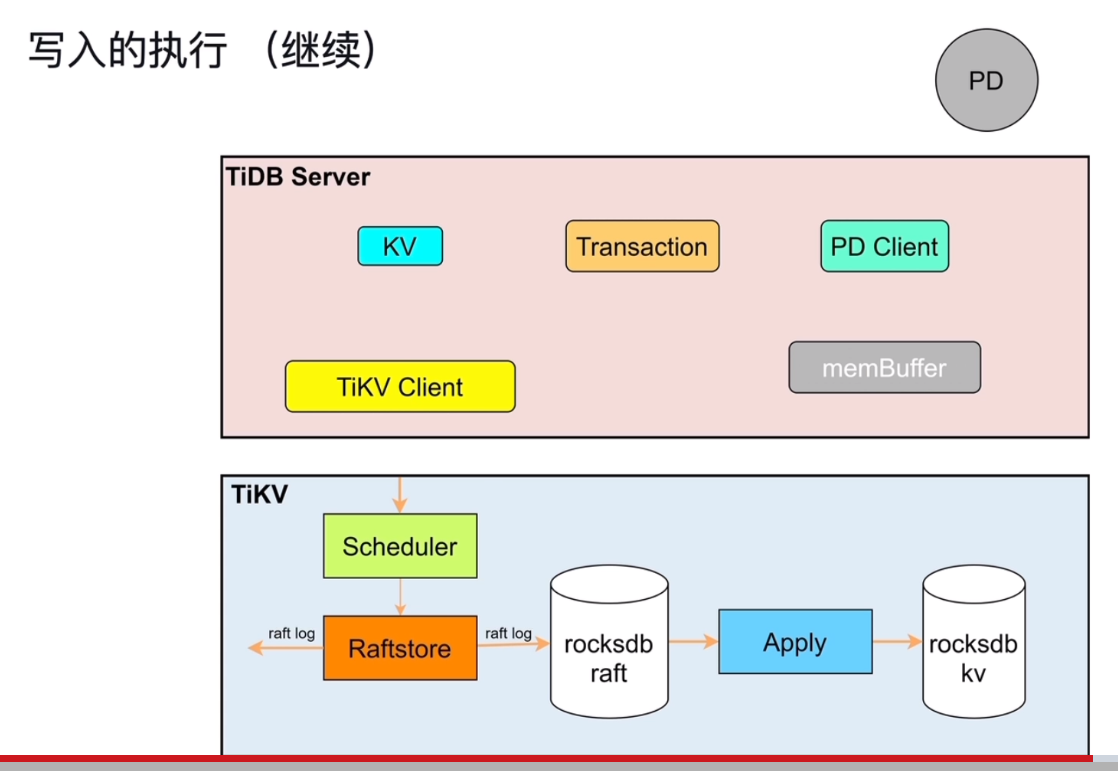 写入的执行 （继续）
PD
TiDB Server
KV
Transaction
PD Client
TiKV Client
memBuffer
TiKV
Scheduler
raft log
Raftstore
raft log
rocksdb
raft
Apply
rocksdb
kv